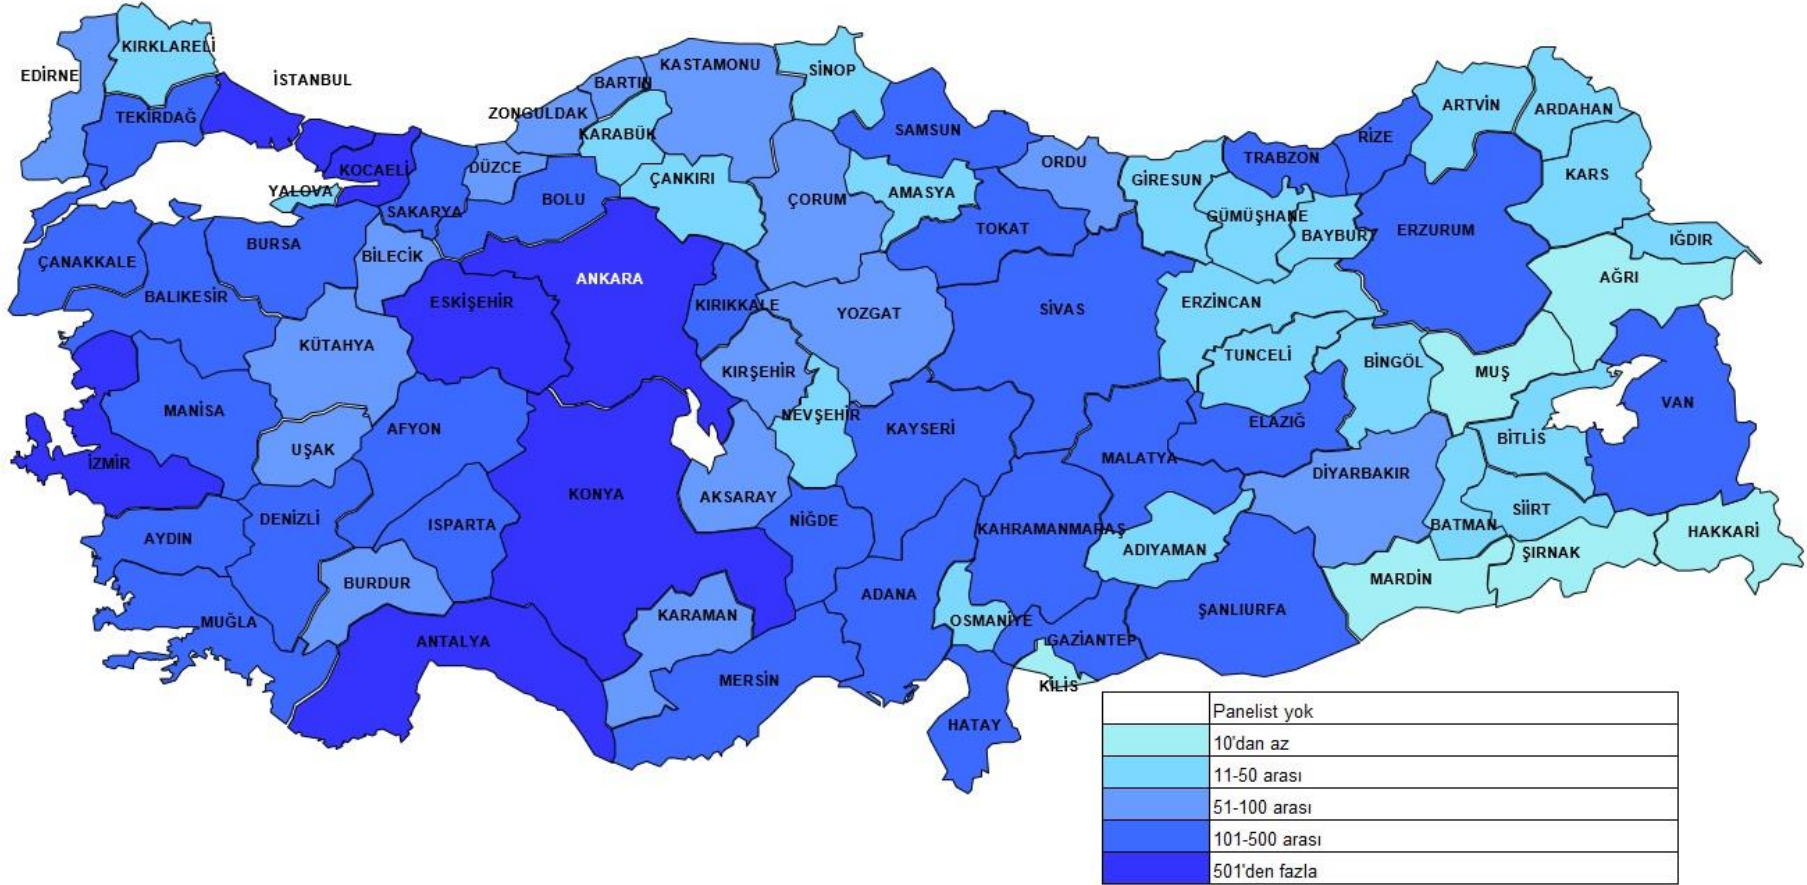 KIRKLARELİ
EDİRNE
İSTANBUL
TEKİRDAĞ
KASTAMONU
BARTIN
SİNOP
ZONGULDAK
KARABÜK
SAMSUN
ARTVİN
ARDAHAN
RİZE
KOCAELİ
DÜZCE
ÇANKIRI
ORDU
TRABZON
KARS
YALOVA
SAKARYA
BOLU
ÇORUM
AMASYA
GİRESUN
GÜMÜŞHANE
BAYBURT
ERZURUM
TOKAT
IĞDIR
ÇANAKKALE
BURSA
BİLECİK
ANKARA
AĞRI
BALIKESİR
ESKİŞEHİR
KIRIKKALE
YOZGAT
SİVAS
ERZİNCAN
KÜTAHYA
KIRŞEHİR
TUNCELİ
BİNGÖL
MUŞ
MANİSA
AFYON
NEVŞEHİR
KAYSERİ
ELAZIĞ
VAN
UŞAK
İZMİR
MALATYA
BİTLİS
KONYA
AKSARAY
DİYARBAKIR
AYDIN
DENİZLİ
ISPARTA
NİĞDE
KAHRAMANMARAŞ
ADIYAMAN
BATMAN
SİİRT
ŞIRNAK
HAKKARİ
BURDUR
ADANA
MARDİN
MUĞLA
ANTALYA
KARAMAN
OSMANİYE
GAZİANTEP
ŞANLIURFA
MERSİN
KİLİS
HATAY
Panelist yok
10'dan az
11-50 arası
51-100 arası
101-500 arası
501'den fazla